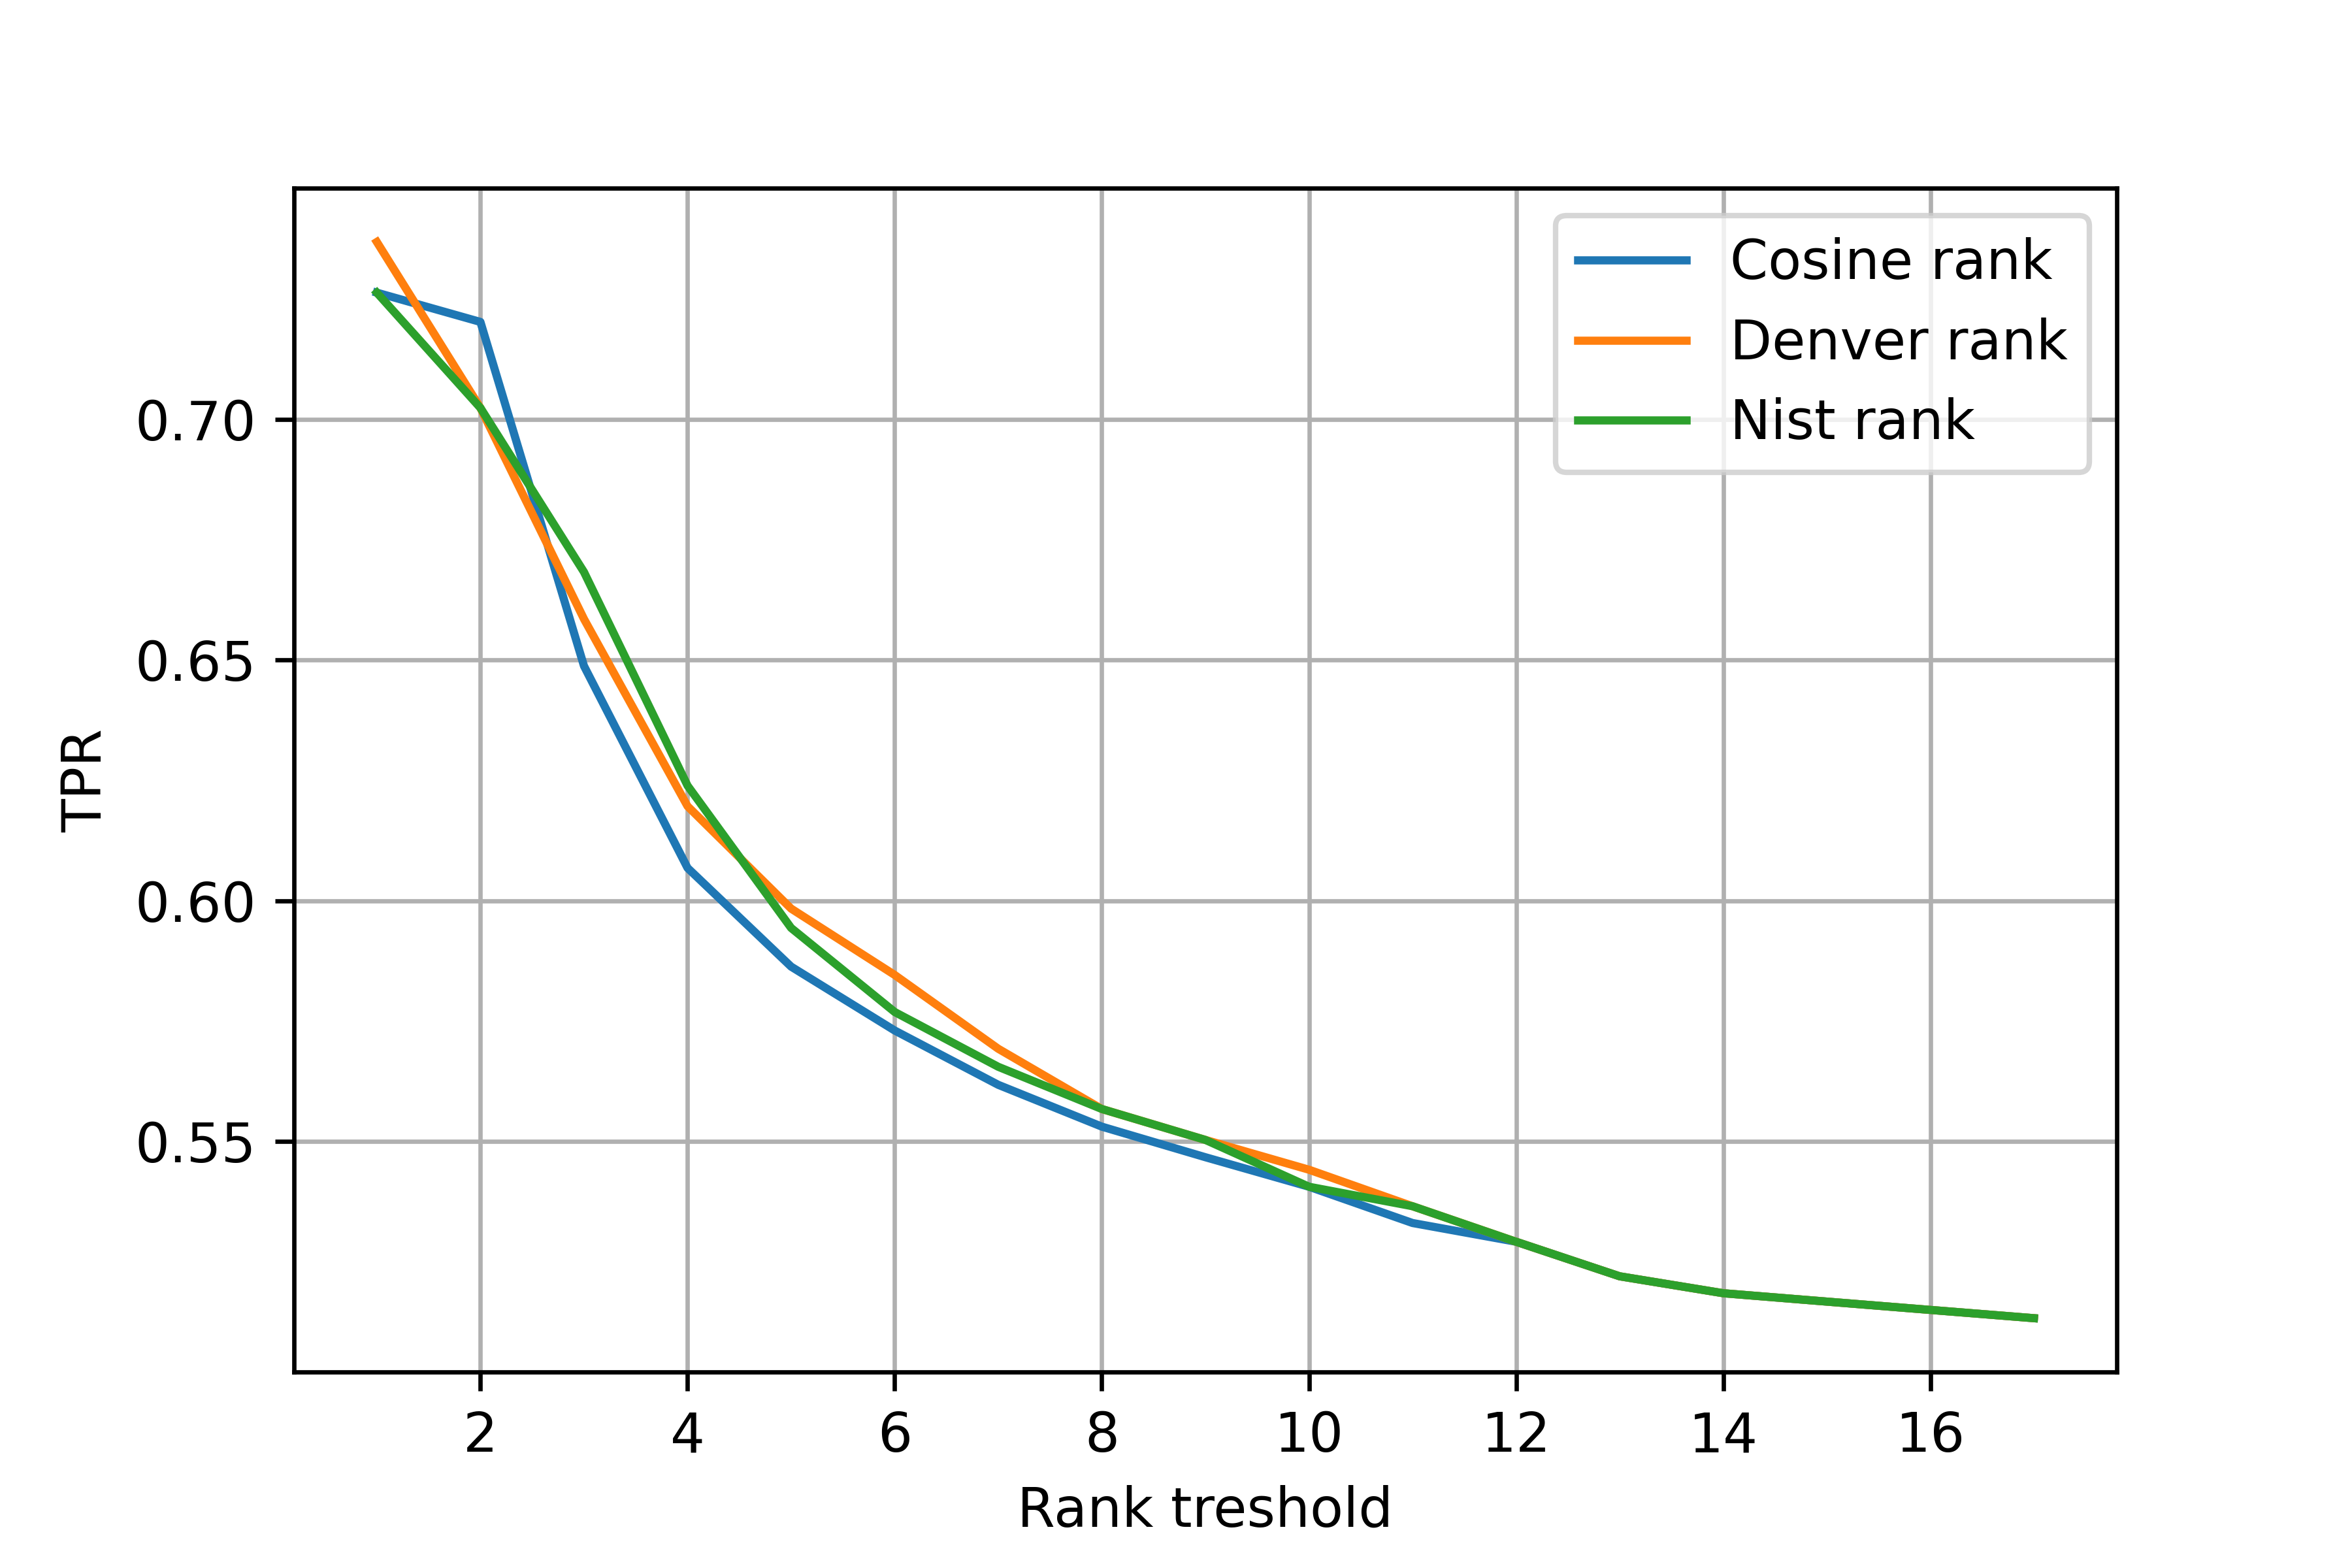 Cosine rank
Denver rank
Nist rank
0.70
0.65
0.60
0.55
TPR
2 4 6 8 10 12 14 16
Rank treshold